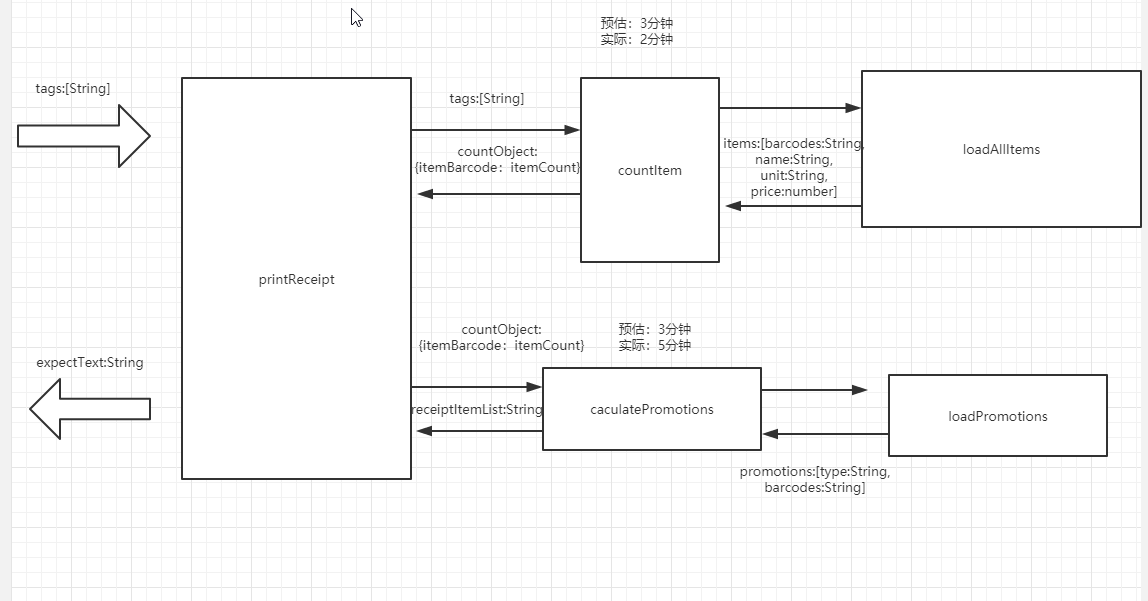 预估：3分钟
实际：2分钟
tags:[String]
tags:[String]
countObject:
{itemBarcode：itemCount}
countItem
items:[barcodes:String,
name:String,
unit:String,
price:number]
loadAllItems
printReceipt
countObject:
{itemBarcode：itemCount}
预估：3分钟
实际：5分钟
expectText:String
receiptItemList:String
caculatePromotions
loadPromotions
promotions:[type:String,
barcodes:String]